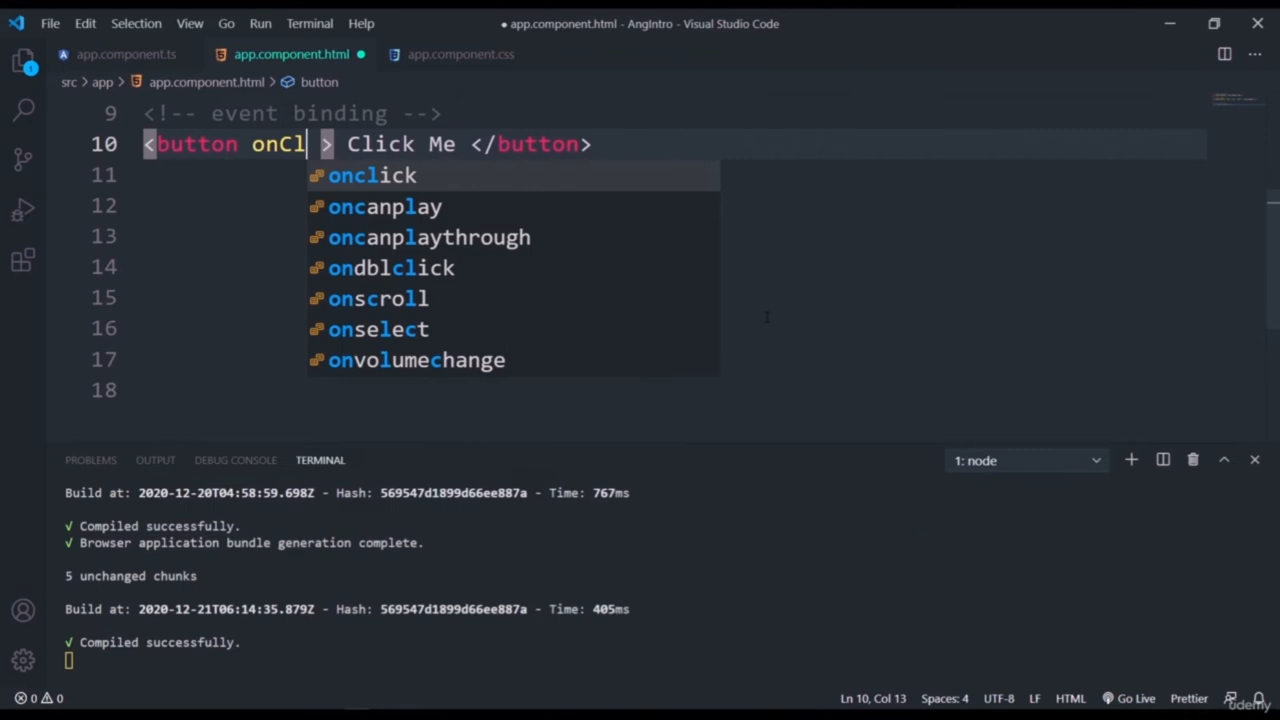 File Edit Selection View Go Run Terminal Help ● app.component.html - AngIntro - Visual Studio Code
app.component.ts app.component.html ● app.component.css
src > app > app.component.html > button
9 <!-- event binding -->
10 <button onCl > Click Me </button>
11 onclick
12 oncanplay
13 oncanplaythrough
14 ondblclick
15 onscroll
16 onselect
17 onvolumechange
18
PROBLEMS OUTPUT DEBUG CONSOLE TERMINAL 1: node
Build at: 2020-12-20T04:58:59.698Z - Hash: 569547d1899d66ee887a - Time: 767ms
√ Compiled successfully.
√ Browser application bundle generation complete.
5 unchanged chunks
Build at: 2020-12-21T06:14:35.879Z - Hash: 569547d1899d66ee887a - Time: 405ms
√ Compiled successfully.
0 0 Ln 10, Col 13 Spaces: 4 UTF-8 LF HTML Go Live Prettier
udemy
1